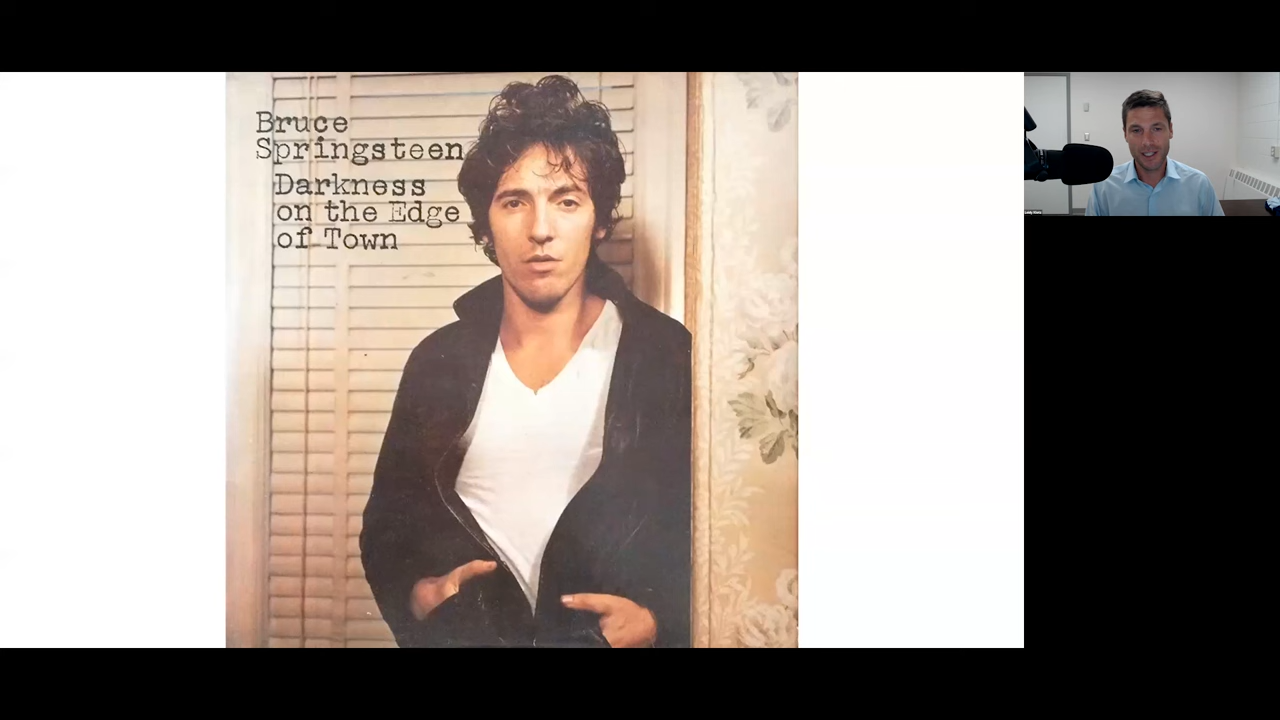 Bruce
Springsteen
Darkness
on the Edge
of Town